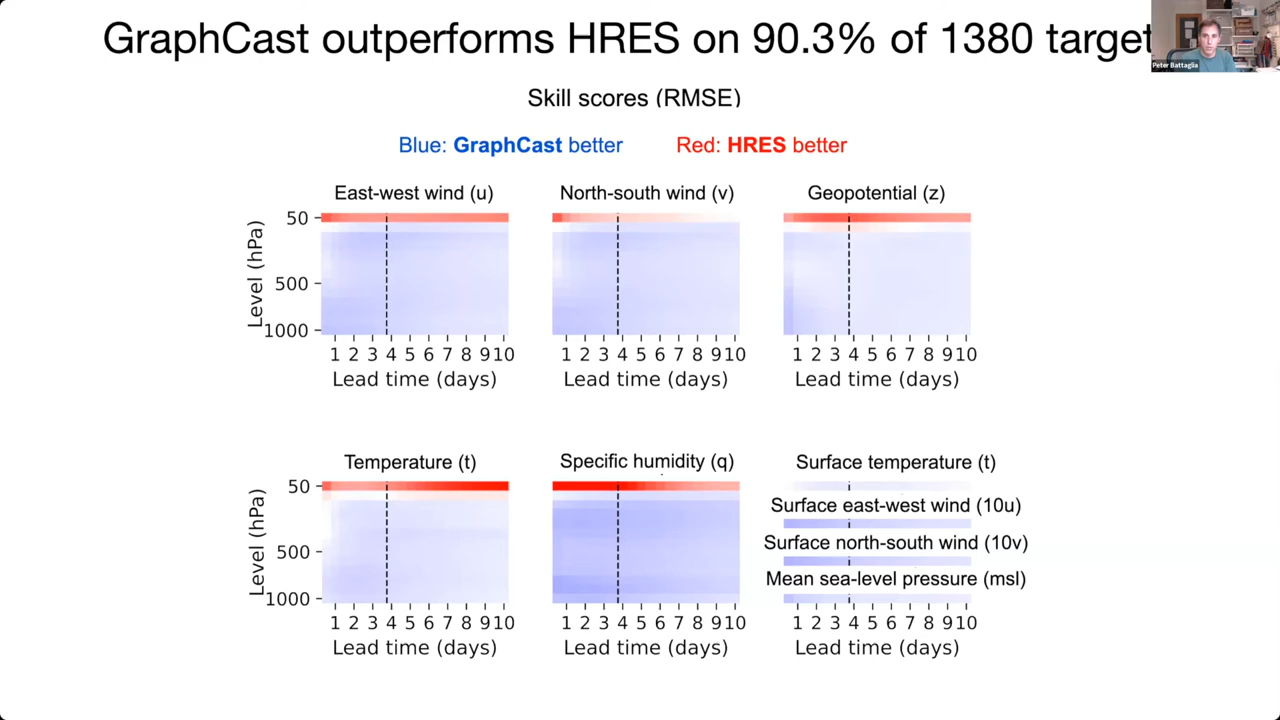 GraphCast outperforms HRES on 90.3% of 1380 target
Peter Battaglia
Skill scores (RMSE)
Blue: GraphCast better
Red: HRES better
East-west wind (u)
North-south wind (v)
Geopotential (z)
Level (hPa)
50
500
1000
1 2 3 4 5 6 7 8 9 10
1 2 3 4 5 6 7 8 9 10
1 2 3 4 5 6 7 8 9 10
Lead time (days)
Lead time (days)
Lead time (days)
Temperature (t)
Specific humidity (q)
Surface temperature (t)
Surface east-west wind (10u)
Surface north-south wind (10v)
Mean sea-level pressure (msl)
Level (hPa)
50
500
1000
1 2 3 4 5 6 7 8 9 10
1 2 3 4 5 6 7 8 9 10
1 2 3 4 5 6 7 8 9 10
Lead time (days)
Lead time (days)
Lead time (days)